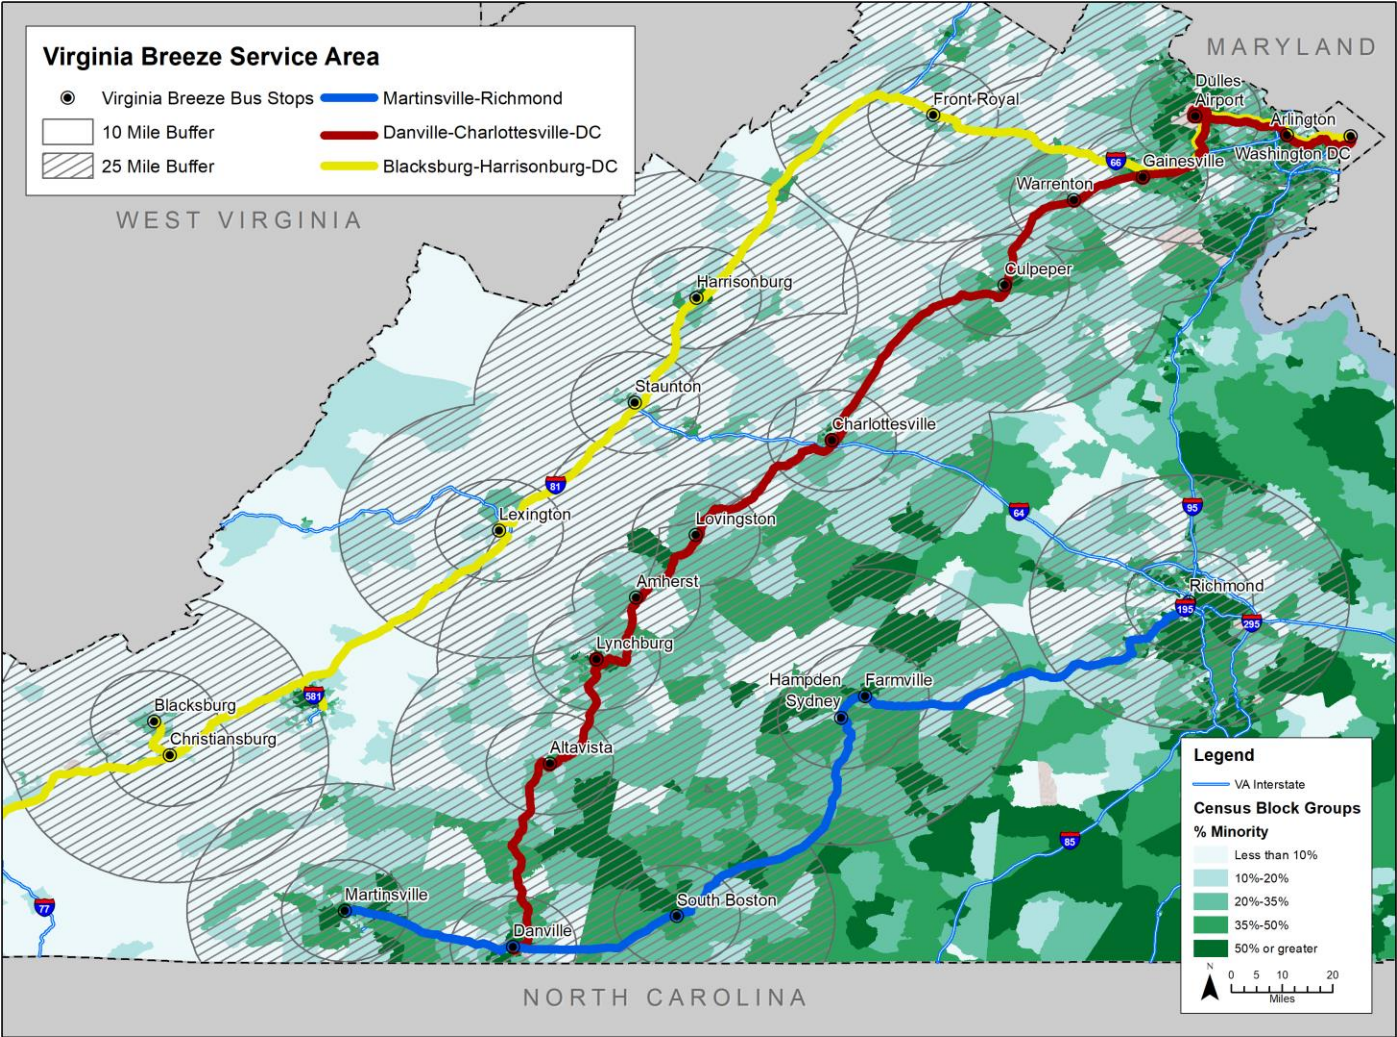 Virginia Breeze Service Area
Virginia Breeze Bus Stops
Martinsville-Richmond
10 Mile Buffer
Danville-Charlottesville-DC
25 Mile Buffer
Blacksburg-Harrisonburg-DC
MARYLAND
WEST VIRGINIA
Dulles
Airport
Front Royal
Arlington
Washington DC
66
Gainesville
Warrenton
Culpeper
Harrisonburg
Staunton
Charlottesville
81
Lexington
Lovingston
64
95
Amherst
Richmond
195
295
Lynchburg
Hampden
Sydney
Farmville
581
Blacksburg
Christiansburg
Altavista
85
77
Martinsville
South Boston
Danville
NORTH CAROLINA
Legend
VA Interstate
Census Block Groups
% Minority
Less than 10%
10%-20%
20%-35%
35%-50%
50% or greater
N
0 5 10 20
Miles